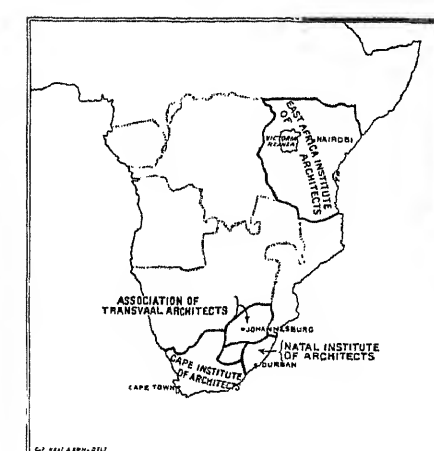 EAST AFRICA INSTITUTE
OF
ARCHITECTS
VICTORIA
NYANZA
NAIROBI
ASSOCIATION OF
TRANSVAAL ARCHITECTS
JOHANNESBURG
NATAL INSTITUTE
OF ARCHITECTS
DURBAN
CAPE INSTITUTE
OF ARCHITECTS
CAPE TOWN